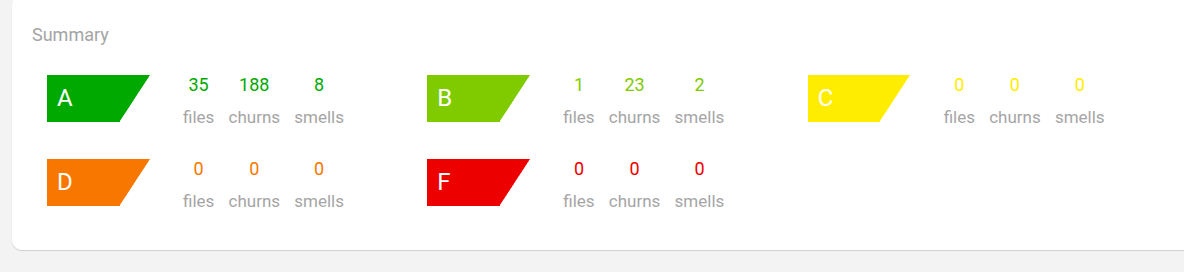 Summary
A 35 188 8 B 1 23 2 C 0 0 0
files churns smells files churns smells files churns smells
D 0 0 0 F 0 0 0
files churns smells files churns smells